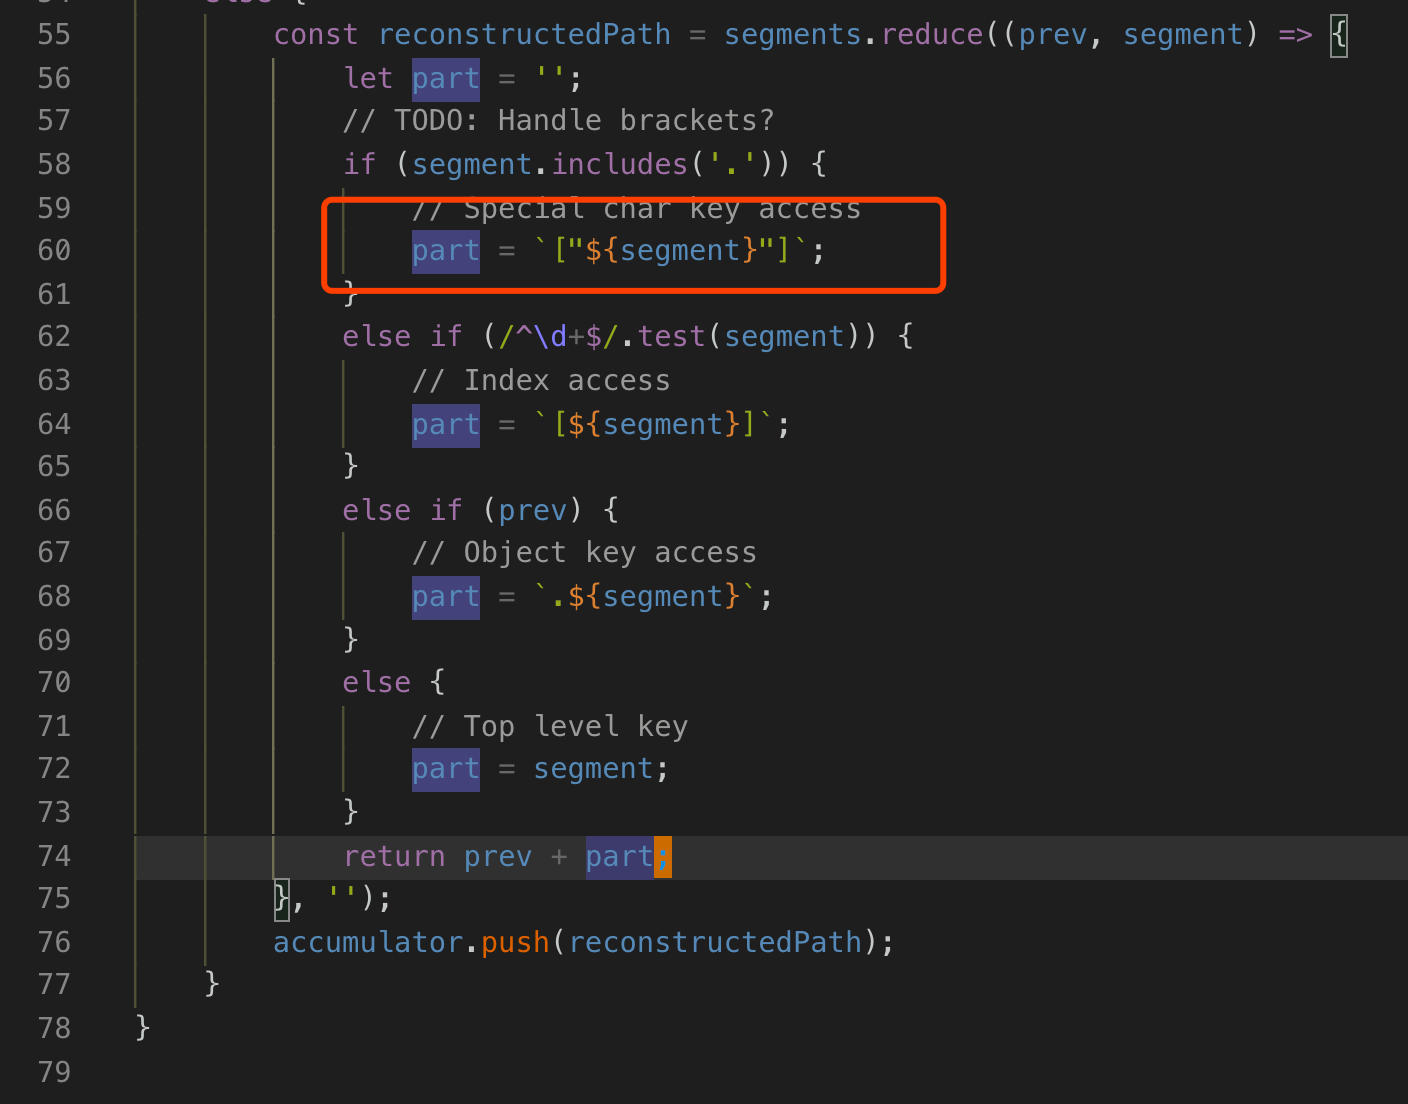 54 else {
55 const reconstructedPath = segments.reduce((prev, segment) => {
56 let part = '';
57 // TODO: Handle brackets?
58 if (segment.includes('.')) {
59 // Special char key access
60 part = `["${segment}"]`;
61 }
62 else if (/^\d+$/.test(segment)) {
63 // Index access
64 part = `[${segment}]`;
65 }
66 else if (prev) {
67 // Object key access
68 part = `.${segment}`;
69 }
70 else {
71 // Top level key
72 part = segment;
73 }
74 return prev + part;
75 }, '');
76 accumulator.push(reconstructedPath);
77 }
78 }
79